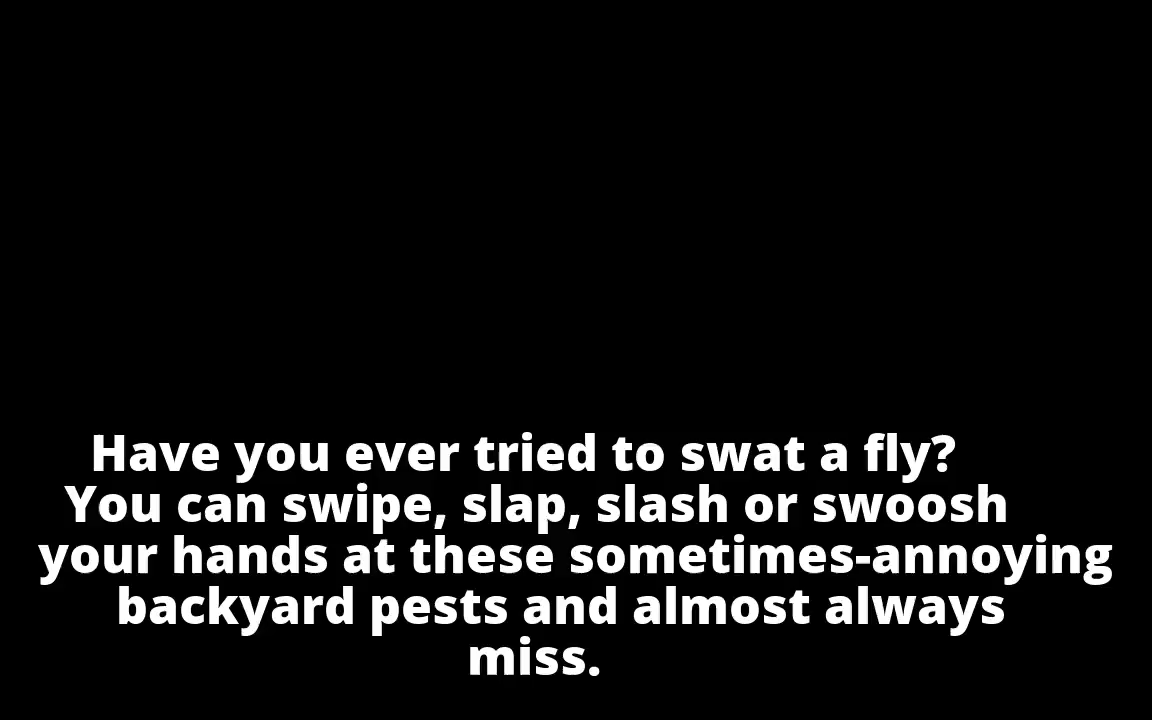 Have you ever tried to swat a fly?
You can swipe, slap, slash or swoosh
your hands at these sometimes-annoying
backyard pests and almost always
miss.